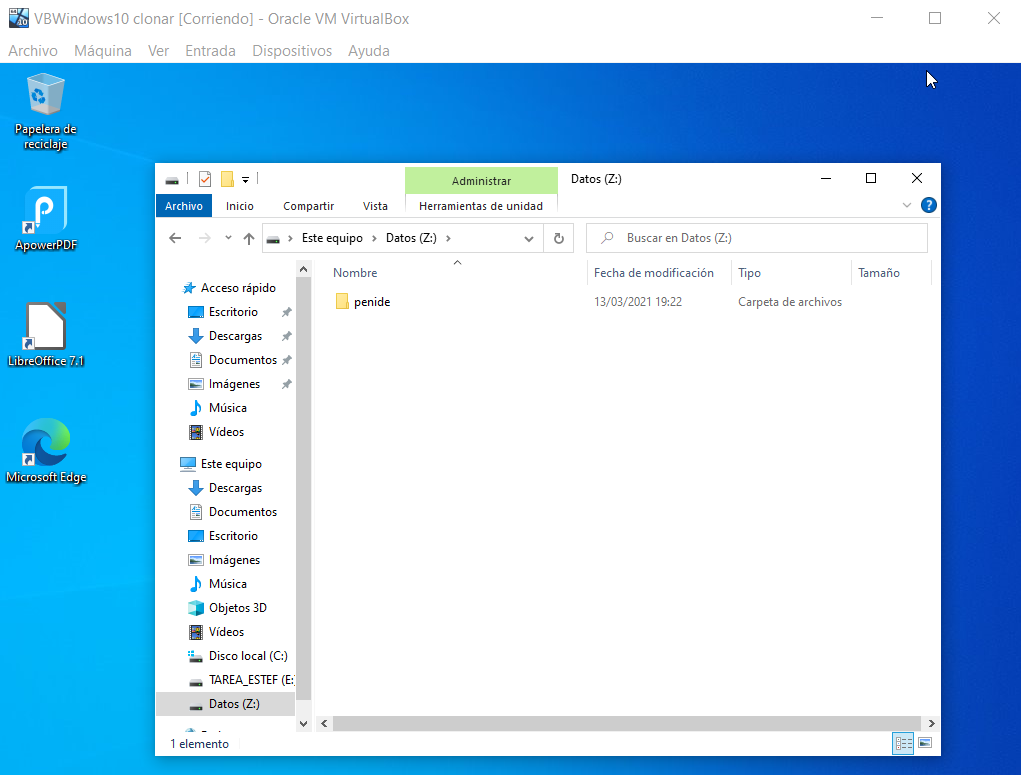 VBWindows10 clonar [Corriendo] - Oracle VM VirtualBox
Archivo Máquina Ver Entrada Dispositivos Ayuda
Papelera de
reciclaje
ApowerPDF
LibreOffice 7.1
Microsoft Edge
Administrar
Datos (Z:)
Archivo Inicio Compartir Vista Herramientas de unidad
Este equipo Datos (Z:)
Buscar en Datos (Z:)
Nombre Fecha de modificación Tipo Tamaño
penide 13/03/2021 19:22 Carpeta de archivos
Acceso rápido
Escritorio
Descargas
Documentos
Imágenes
Música
Vídeos
Este equipo
Descargas
Documentos
Escritorio
Imágenes
Música
Objetos 3D
Vídeos
Disco local (C:)
TAREA_ESTEF (E:
Datos (Z:)
1 elemento